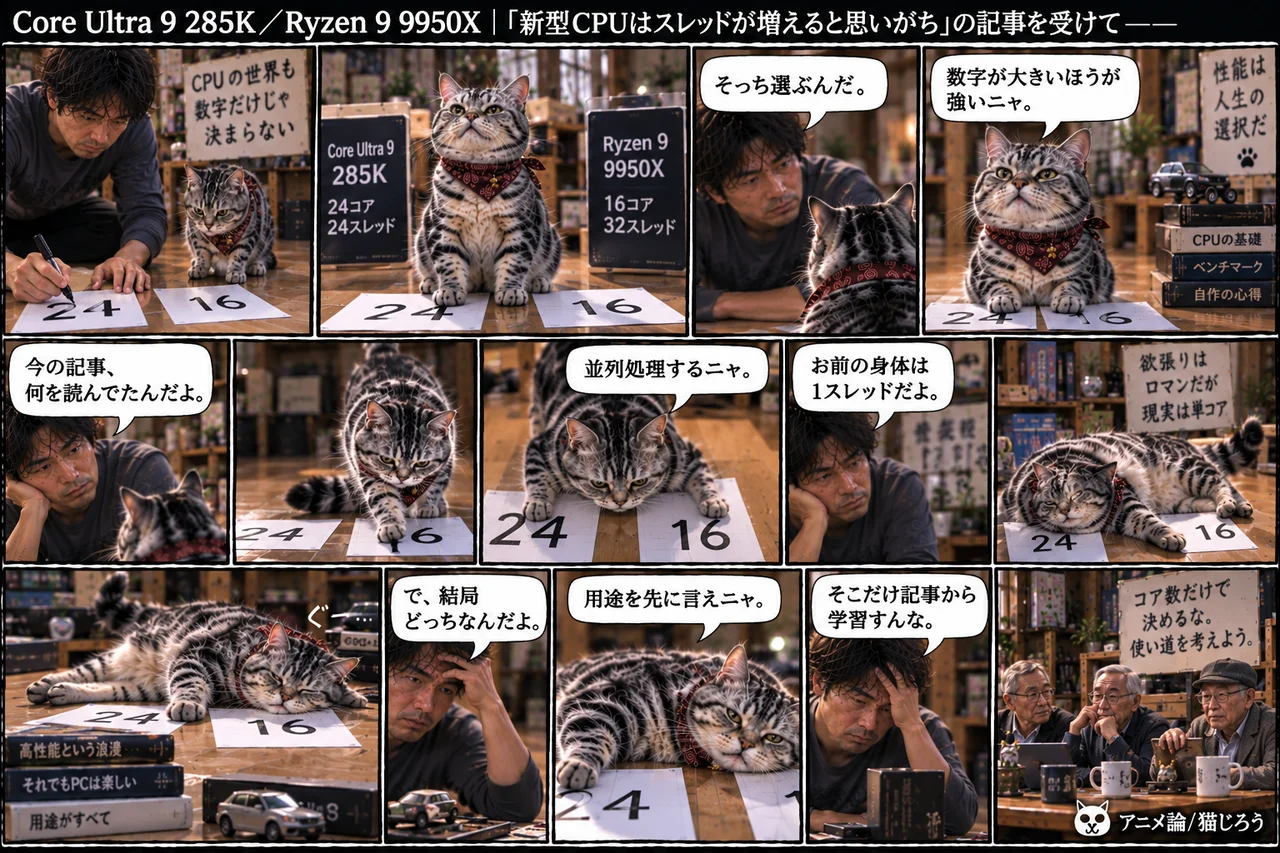 Core Ultra 9 285K／Ryzen 9 9950X｜「新型CPUはスレッドが増えると思いがち」の記事を受けて――
CPUの世界も
数字だけじゃ
決まらない
24
16
Core Ultra 9
285K
24コア
24スレッド
Ryzen 9
9950X
16コア
32スレッド
24
16
そっち選ぶんだ。
数字が大きいほうが
強いニャ。
性能は
人生の
選択だ
CPUの基礎
ベンチマーク
自作の心得
24
16
今の記事、
何を読んでたんだよ。
24
16
並列処理するニャ。
24
16
お前の身体は
1スレッドだよ。
欲張りは
ロマンだが
現実は単コア
24
16
ぐ
24
16
高性能という浪漫
それでもPCは楽しい
用途がすべて
で、結局
どっちなんだよ。
用途を先に言えニャ。
24
1
そこだけ記事から
学習すんな。
コア数だけで
決めるな。
使い道を考えよう。
アニメ論/猫じろう